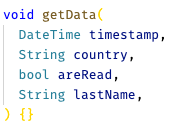 void getData(
  DateTime timestamp,
  String country,
  bool areRead,
  String lastName,
) {}